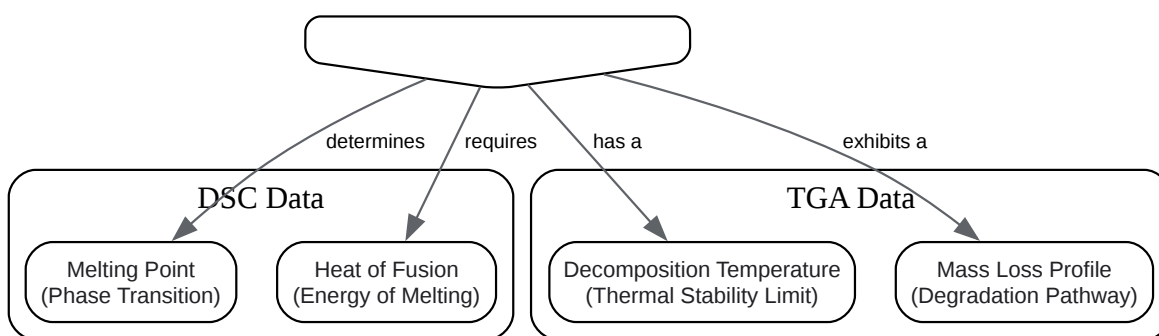 determines
requires
has a
exhibits a
DSC Data
TGA Data
Melting Point
(Phase Transition)
Heat of Fusion
(Energy of Melting)
Decomposition Temperature
(Thermal Stability Limit)
Mass Loss Profile
(Degradation Pathway)